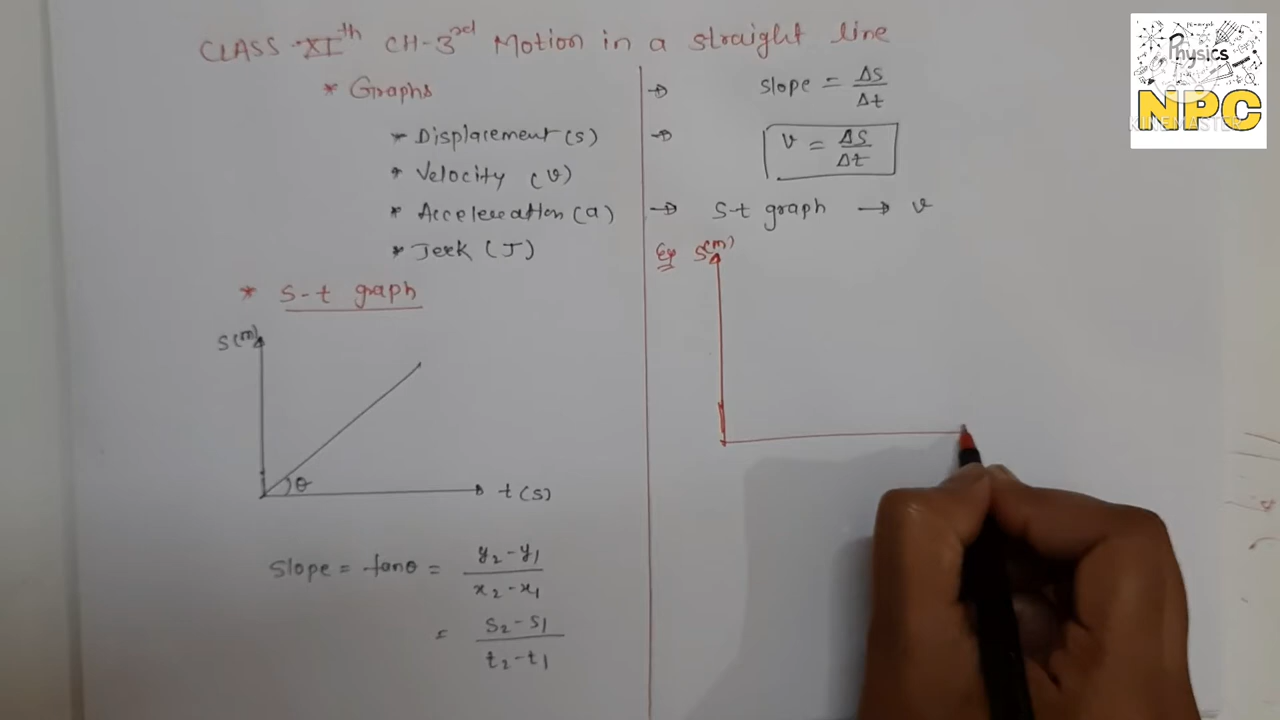 CLASS-XIth CH-3rd Motion in a straight line
* Graphs
* Displacement (s)
* Velocity (v)
* Acceleration (a)
* Jerk (J)
* S-t graph
S(m)
θ
t(s)
Slope = tanθ = y2-y1 / x2-x1
= s2-s1 / t2-t1
→ slope = Δs/Δt
→ v = Δs/Δt
→ s-t graph → v
Eg S(m)
Physics
NPC
KINEMASTER